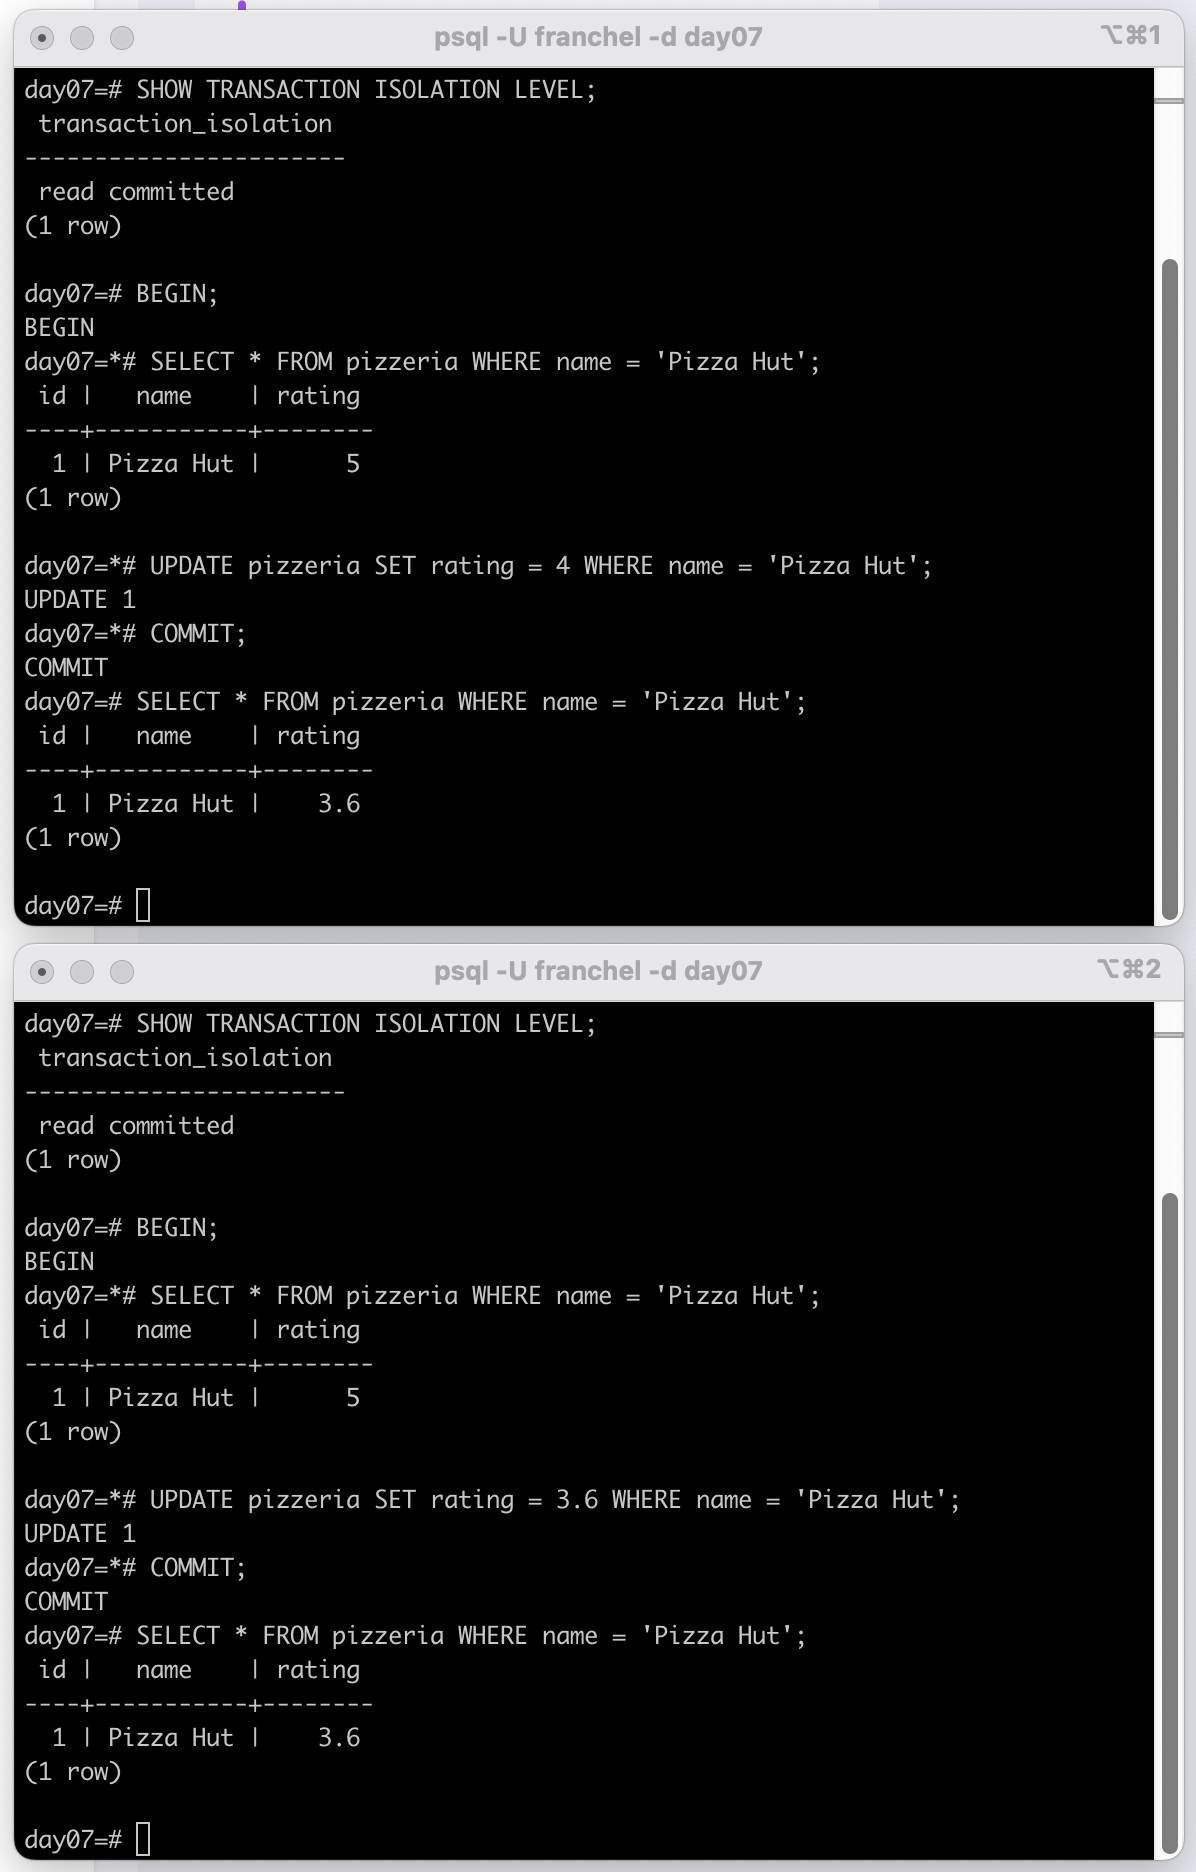 psql -U franchel -d day07 ⌥⌘1
day07=# SHOW TRANSACTION ISOLATION LEVEL;
 transaction_isolation
-----------------------
 read committed
(1 row)

day07=# BEGIN;
BEGIN
day07=*# SELECT * FROM pizzeria WHERE name = 'Pizza Hut';
 id |   name    | rating
----+-----------+--------
  1 | Pizza Hut |      5
(1 row)

day07=*# UPDATE pizzeria SET rating = 4 WHERE name = 'Pizza Hut';
UPDATE 1
day07=*# COMMIT;
COMMIT
day07=# SELECT * FROM pizzeria WHERE name = 'Pizza Hut';
 id |   name    | rating
----+-----------+--------
  1 | Pizza Hut |    3.6
(1 row)

day07=#
psql -U franchel -d day07 ⌥⌘2
day07=# SHOW TRANSACTION ISOLATION LEVEL;
 transaction_isolation
-----------------------
 read committed
(1 row)

day07=# BEGIN;
BEGIN
day07=*# SELECT * FROM pizzeria WHERE name = 'Pizza Hut';
 id |   name    | rating
----+-----------+--------
  1 | Pizza Hut |      5
(1 row)

day07=*# UPDATE pizzeria SET rating = 3.6 WHERE name = 'Pizza Hut';
UPDATE 1
day07=*# COMMIT;
COMMIT
day07=# SELECT * FROM pizzeria WHERE name = 'Pizza Hut';
 id |   name    | rating
----+-----------+--------
  1 | Pizza Hut |    3.6
(1 row)

day07=#